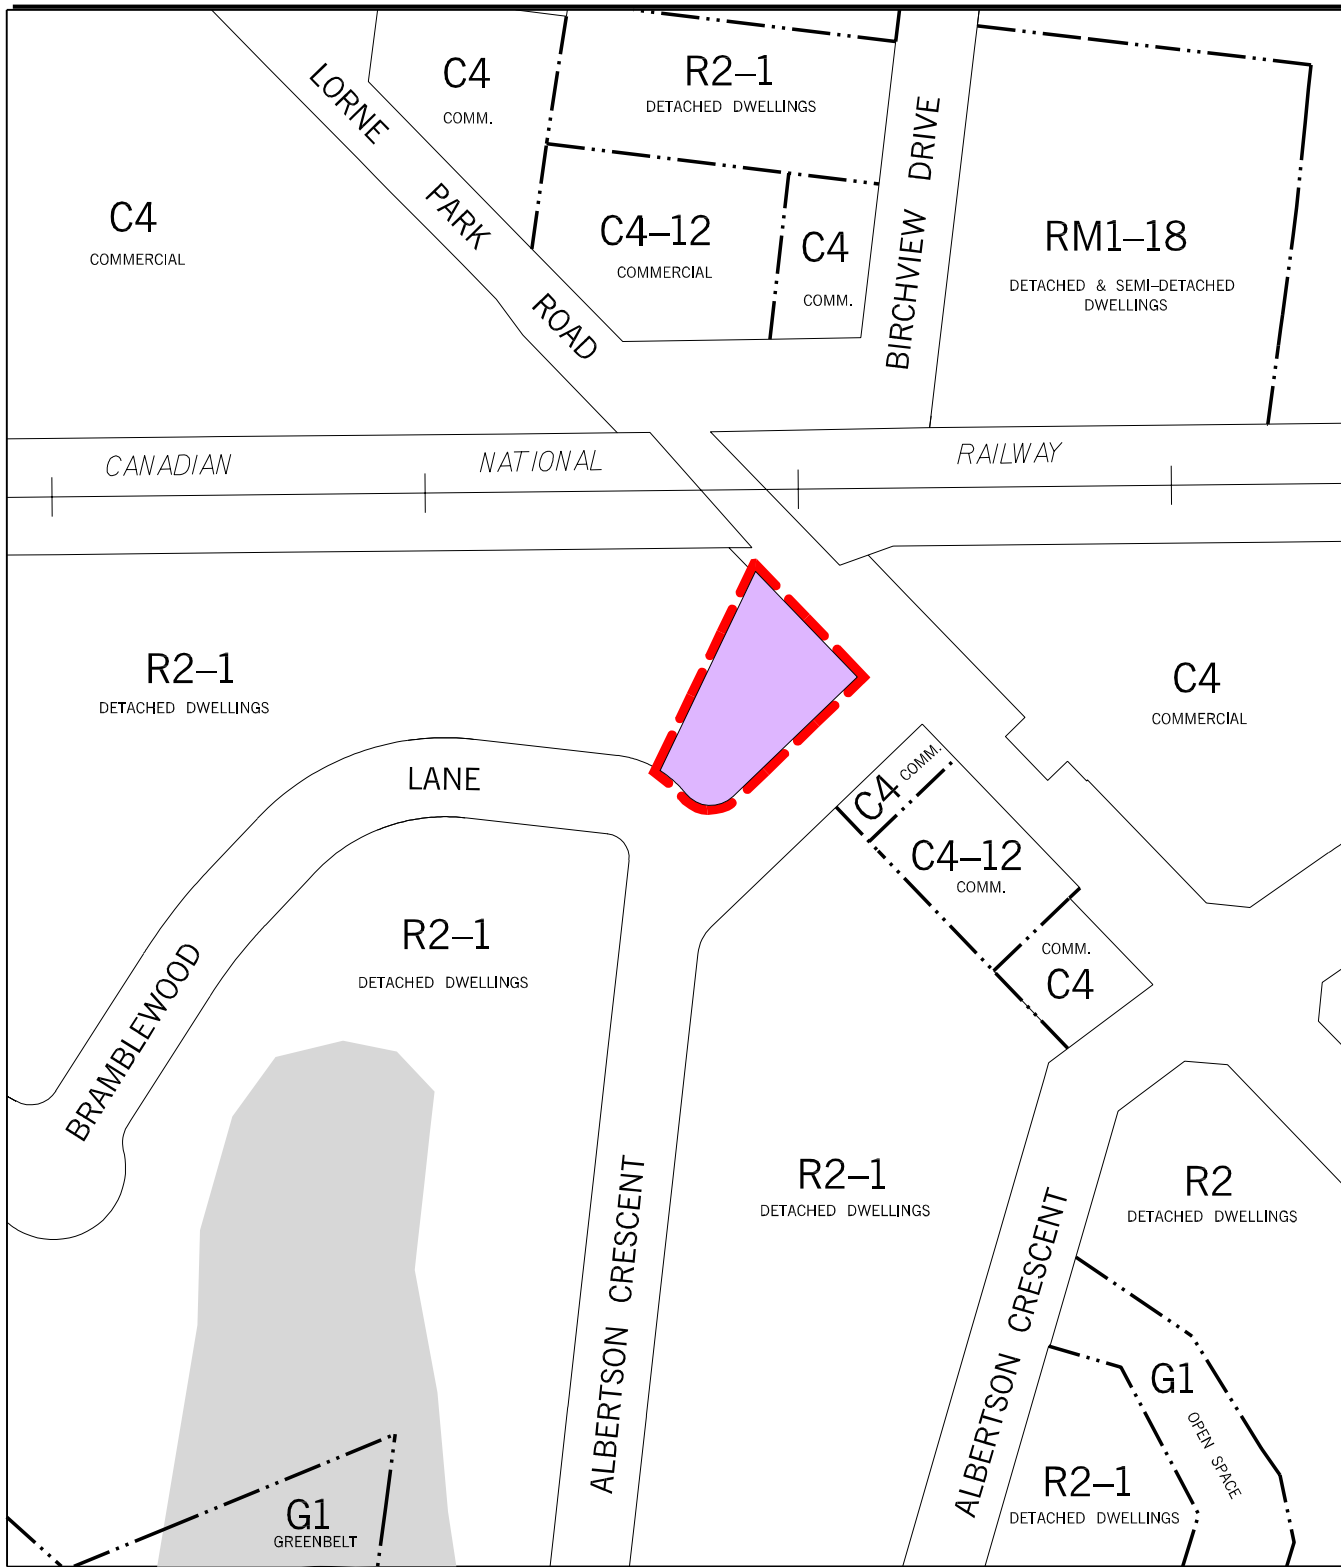 C4
COMM.
R2–1
DETACHED DWELLINGS
LORNE
PARK
ROAD
BIRCHVIEW DRIVE
C4
COMMERCIAL
C4–12
COMMERCIAL
C4
COMM.
RM1–18
DETACHED & SEMI–DETACHED
DWELLINGS
CANADIAN
NATIONAL
RAILWAY
R2–1
DETACHED DWELLINGS
C4
COMMERCIAL
LANE
C4
COMM.
C4–12
COMM.
COMM.
C4
R2–1
DETACHED DWELLINGS
BRAMBLEWOOD
R2–1
DETACHED DWELLINGS
R2
DETACHED DWELLINGS
ALBERTSON CRESCENT
ALBERTSON CRESCENT
G1
OPEN SPACE
R2–1
DETACHED DWELLINGS
G1
GREENBELT